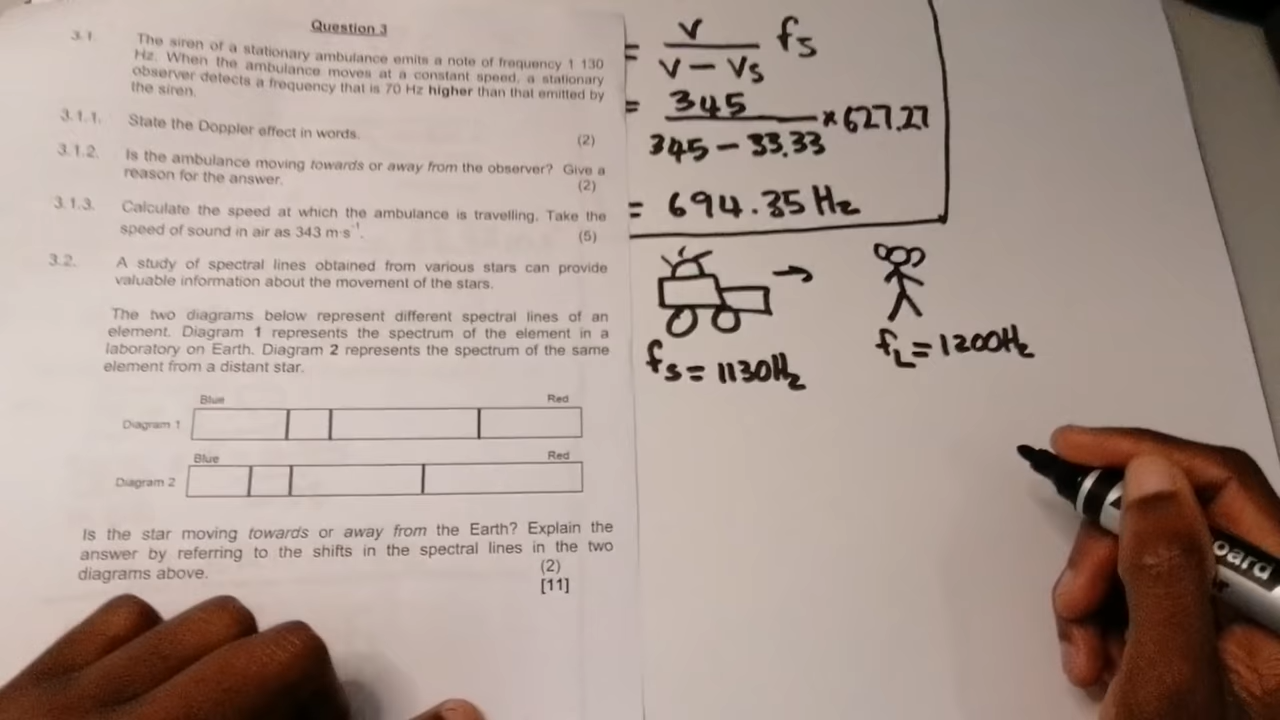 Question 3
3.1. The siren of a stationary ambulance emits a note of frequency 1 130
Hz. When the ambulance moves at a constant speed, a stationary
observer detects a frequency that is 70 Hz higher than that emitted by
the siren.
3.1.1. State the Doppler effect in words. (2)
3.1.2. Is the ambulance moving towards or away from the observer? Give a
reason for the answer. (2)
3.1.3. Calculate the speed at which the ambulance is travelling. Take the
speed of sound in air as 343 m·s⁻¹. (5)
3.2. A study of spectral lines obtained from various stars can provide
valuable information about the movement of the stars.
The two diagrams below represent different spectral lines of an
element. Diagram 1 represents the spectrum of the element in a
laboratory on Earth. Diagram 2 represents the spectrum of the same
element from a distant star.
Blue Red
Diagram 1
Blue Red
Diagram 2
Is the star moving towards or away from the Earth? Explain the
answer by referring to the shifts in the spectral lines in the two
diagrams above. (2)
[11]
= v / (v - vs) fs
= 345 / (345 - 33.33) × 627.27
= 694.35 Hz
fs = 1130Hz
fL = 1200Hz
oard